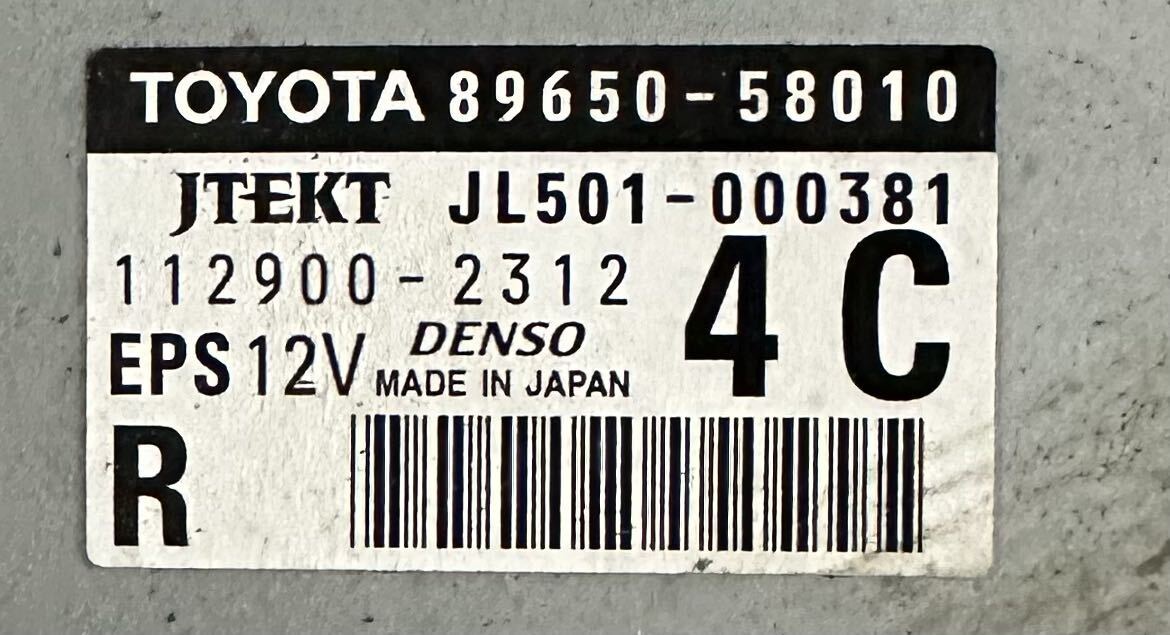 TOYOTA 89650-58010
JTEKT JL501-000381
112900-2312 4C
EPS 12V DENSO
MADE IN JAPAN
R